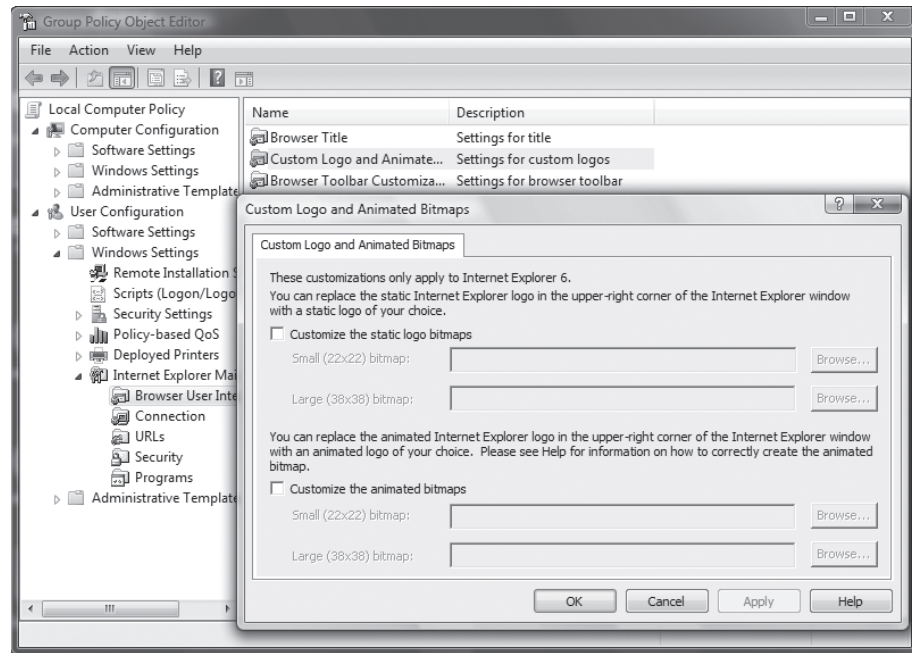 Group Policy Object Editor
File Action View Help
Local Computer Policy
Computer Configuration
Software Settings
Windows Settings
Administrative Template
User Configuration
Software Settings
Windows Settings
Remote Installation S
Scripts (Logon/Logo
Security Settings
Policy-based QoS
Deployed Printers
Internet Explorer Mai
Browser User Inte
Connection
URLs
Security
Programs
Administrative Template
Name Description
Browser Title Settings for title
Custom Logo and Animate... Settings for custom logos
Browser Toolbar Customiza... Settings for browser toolbar
Custom Logo and Animated Bitmaps
Custom Logo and Animated Bitmaps
These customizations only apply to Internet Explorer 6.
You can replace the static Internet Explorer logo in the upper-right corner of the Internet Explorer window
with a static logo of your choice.
Customize the static logo bitmaps
Small (22x22) bitmap: Browse...
Large (38x38) bitmap: Browse...
You can replace the animated Internet Explorer logo in the upper-right corner of the Internet Explorer window
with an animated logo of your choice. Please see Help for information on how to correctly create the animated
bitmap.
Customize the animated bitmaps
Small (22x22) bitmap: Browse...
Large (38x38) bitmap: Browse...
OK Cancel Apply Help